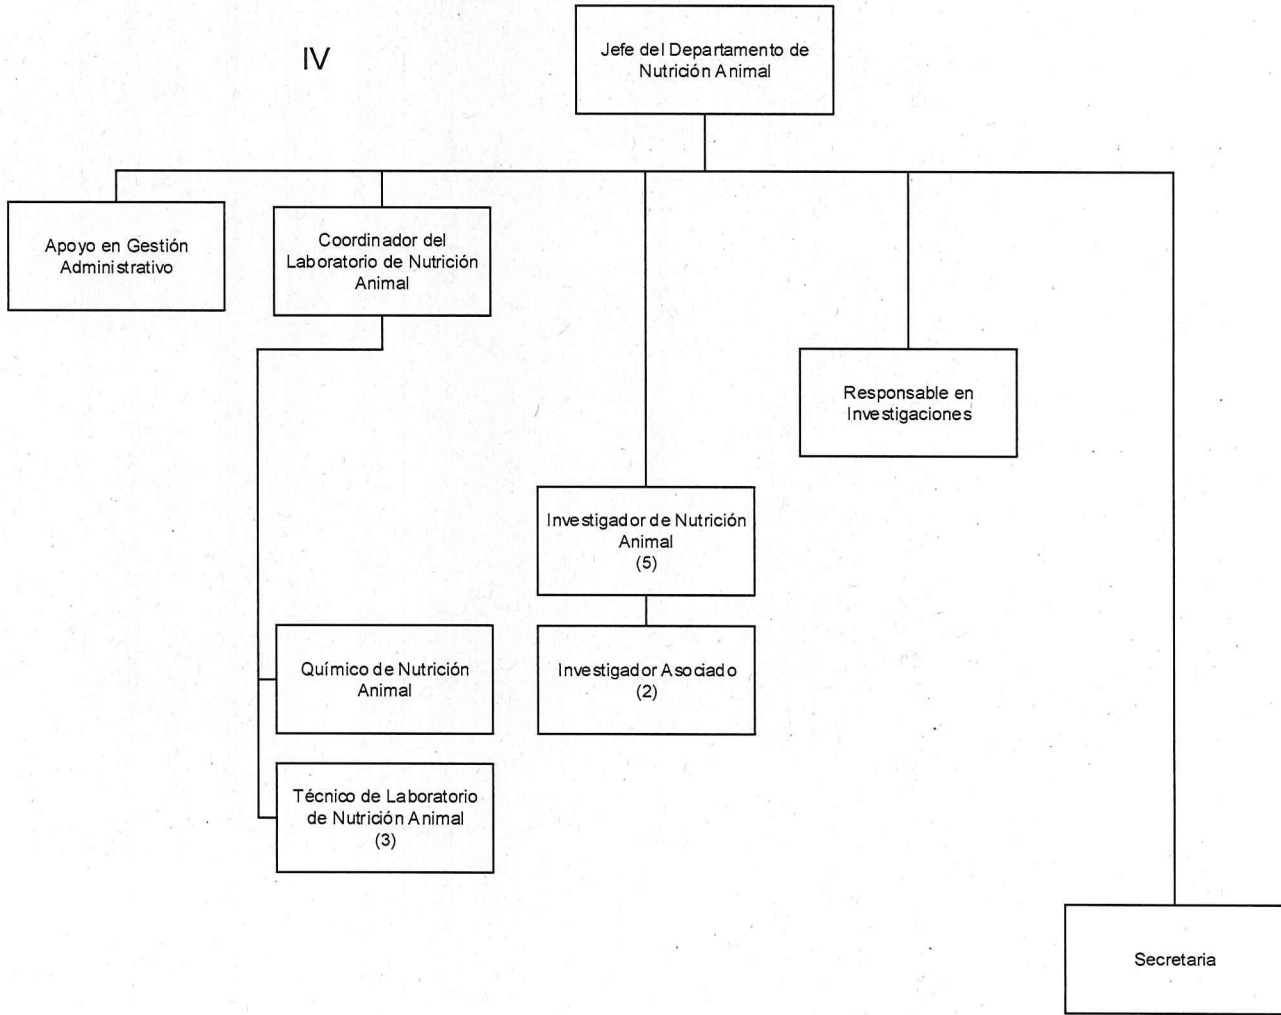 IV
Jefe del Departamento de
Nutrición Animal
Apoyo en Gestión
Administrativo
Coordinador del
Laboratorio de Nutrición
Animal
Responsable en
Investigaciones
Investigador de Nutrición
Animal
(5)
Químico de Nutrición
Animal
Investigador Asociado
(2)
Técnico de Laboratorio
de Nutrición Animal
(3)
Secretaria